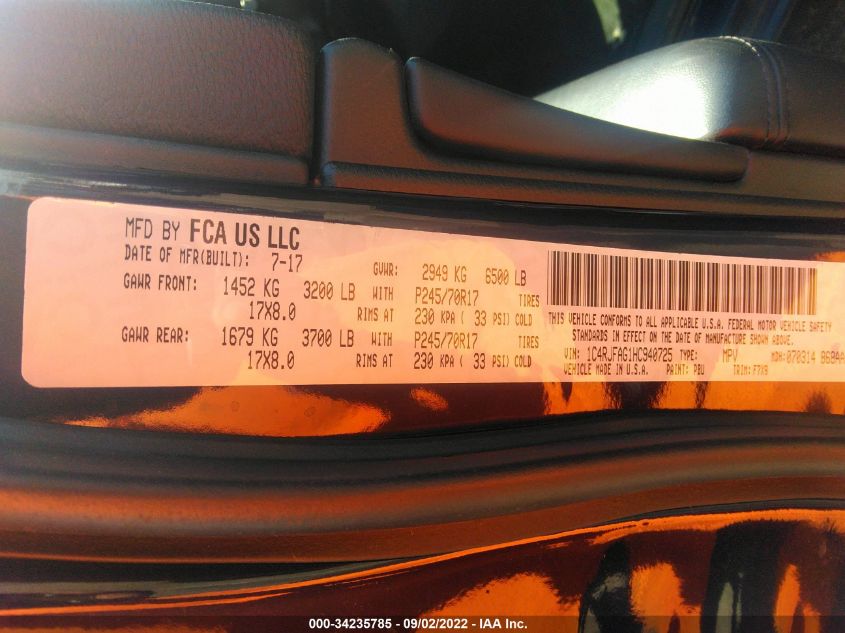 MFD BY FCA US LLC
DATE OF MFR(BUILT): 7-17 GVWR: 2949 KG 6500 LB
GAWR FRONT: 1452 KG 3200 LB WITH P245/70R17 TIRES
17X8.0 RIMS AT 230 KPA ( 33 PSI) COLD
GAWR REAR: 1679 KG 3700 LB WITH P245/70R17 TIRES
17X8.0 RIMS AT 230 KPA ( 33 PSI) COLD
THIS VEHICLE CONFORMS TO ALL APPLICABLE U.S.A. FEDERAL MOTOR VEHICLE SAFETY
STANDARDS IN EFFECT ON THE DATE OF MANUFACTURE SHOWN ABOVE.
VIN: 1C4RJFAG1HC940725 TYPE: MPV MDH:070314
VEHICLE MADE IN U.S.A. PAINT: PBU TRIM: F7X9
000-34235785 - 09/02/2022 - IAA Inc.